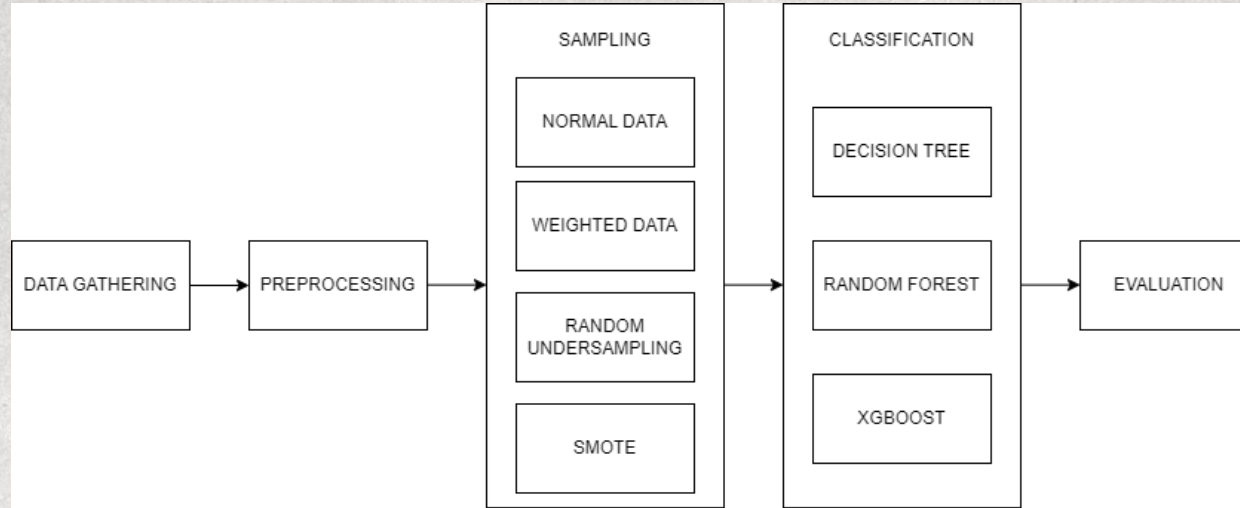 DATA GATHERING
PREPROCESSING
SAMPLING
NORMAL DATA
WEIGHTED DATA
RANDOM
UNDERSAMPLING
SMOTE
CLASSIFICATION
DECISION TREE
RANDOM FOREST
XGBOOST
EVALUATION